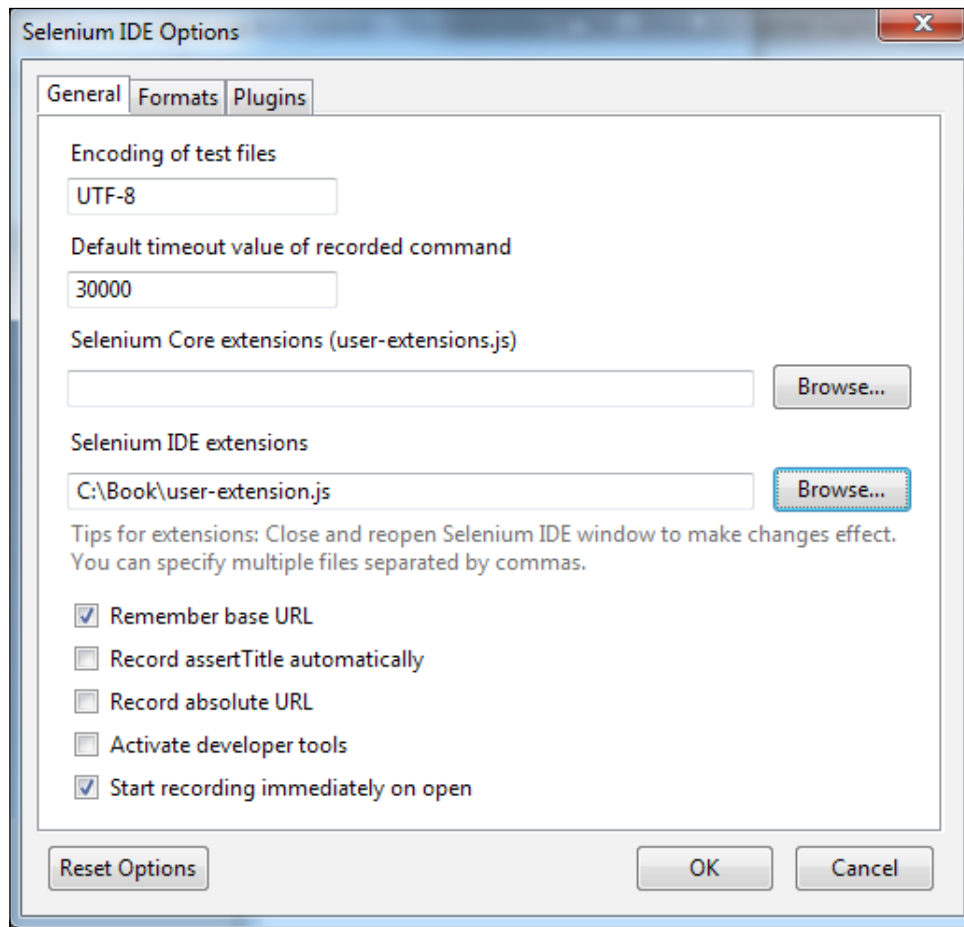 Selenium IDE Options
General Formats Plugins
Encoding of test files
UTF-8
Default timeout value of recorded command
30000
Selenium Core extensions (user-extensions.js)
Browse...
Selenium IDE extensions
C:\Book\user-extension.js Browse...
Tips for extensions: Close and reopen Selenium IDE window to make changes effect.
You can specify multiple files separated by commas.
Remember base URL
Record assertTitle automatically
Record absolute URL
Activate developer tools
Start recording immediately on open
Reset Options OK Cancel